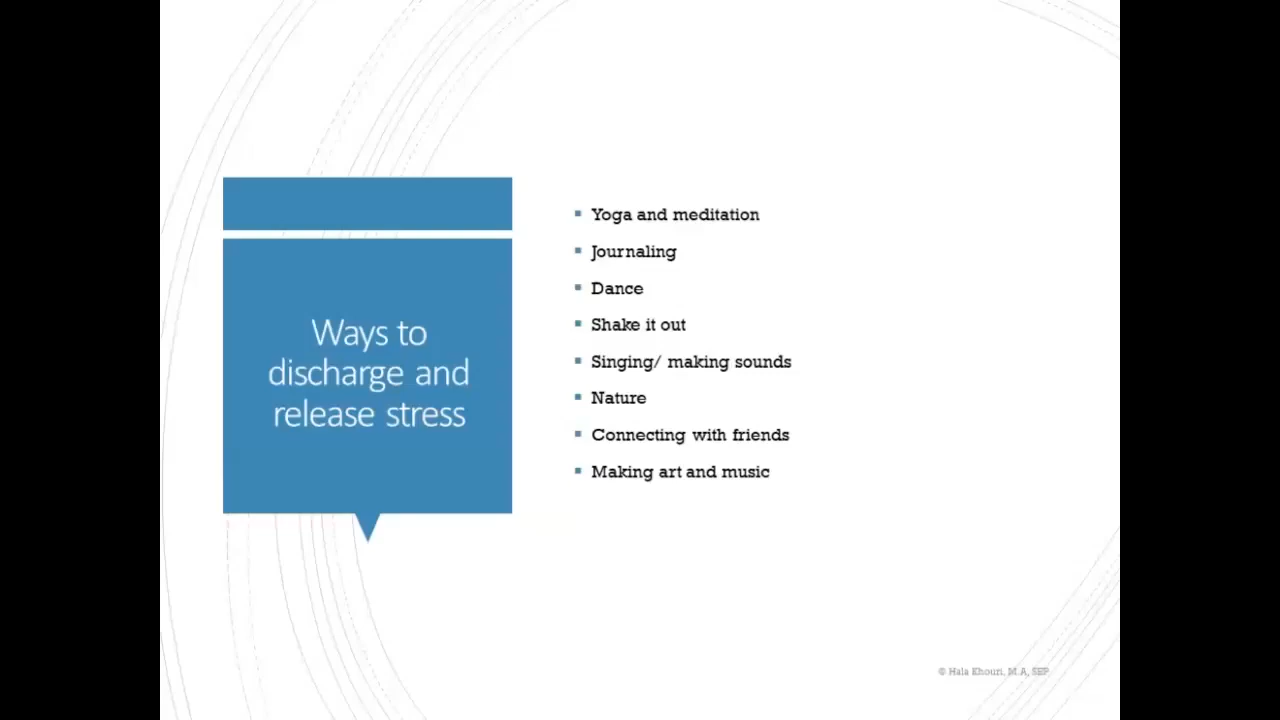 Ways to
discharge and
release stress
Yoga and meditation
Journaling
Dance
Shake it out
Singing/ making sounds
Nature
Connecting with friends
Making art and music
© Hala Khouri, M.A, SEP